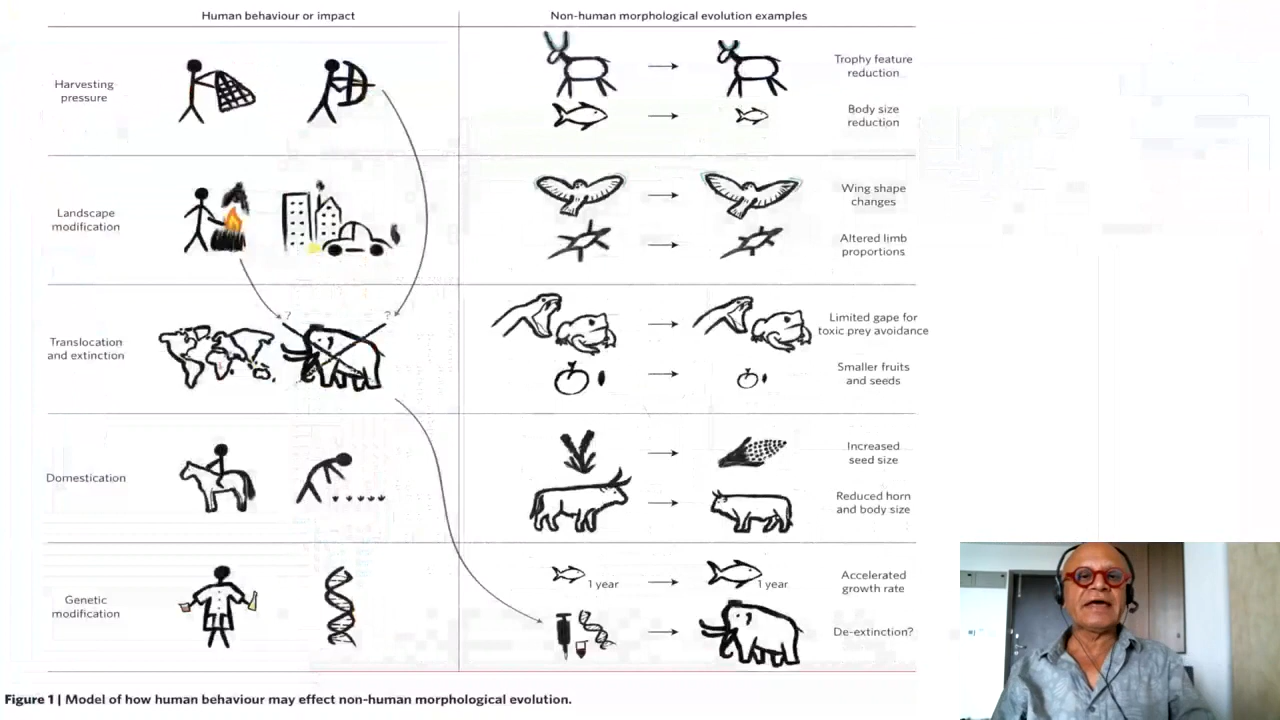 Human behaviour or impact
Non-human morphological evolution examples
Harvesting
pressure
Trophy feature
reduction
Body size
reduction
Landscape
modification
Wing shape
changes
Altered limb
proportions
?
?
Translocation
and extinction
Limited gape for
toxic prey avoidance
Smaller fruits
and seeds
Domestication
Increased
seed size
Reduced horn
and body size
Genetic
modification
1 year
1 year
Accelerated
growth rate
De-extinction?
Figure 1 | Model of how human behaviour may effect non-human morphological evolution.